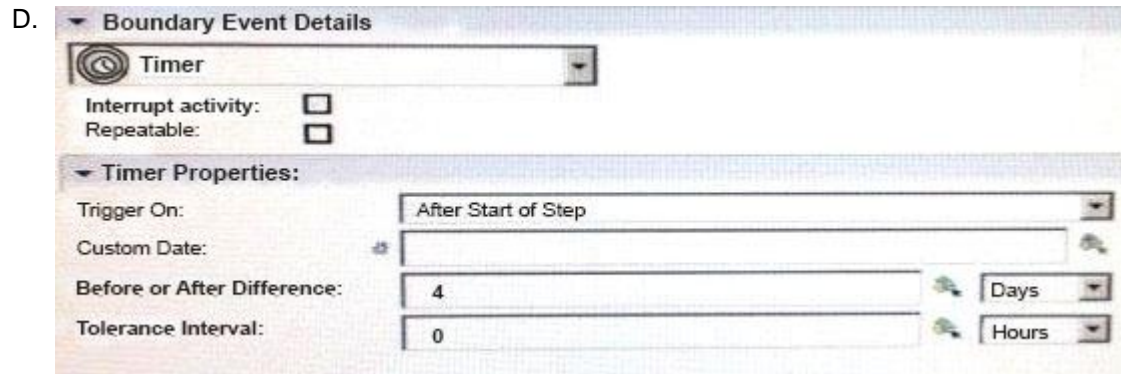 D.
Boundary Event Details
Timer
Interrupt activity:
Repeatable:
Timer Properties:
Trigger On: After Start of Step
Custom Date:
Before or After Difference: 4 Days
Tolerance Interval: 0 Hours